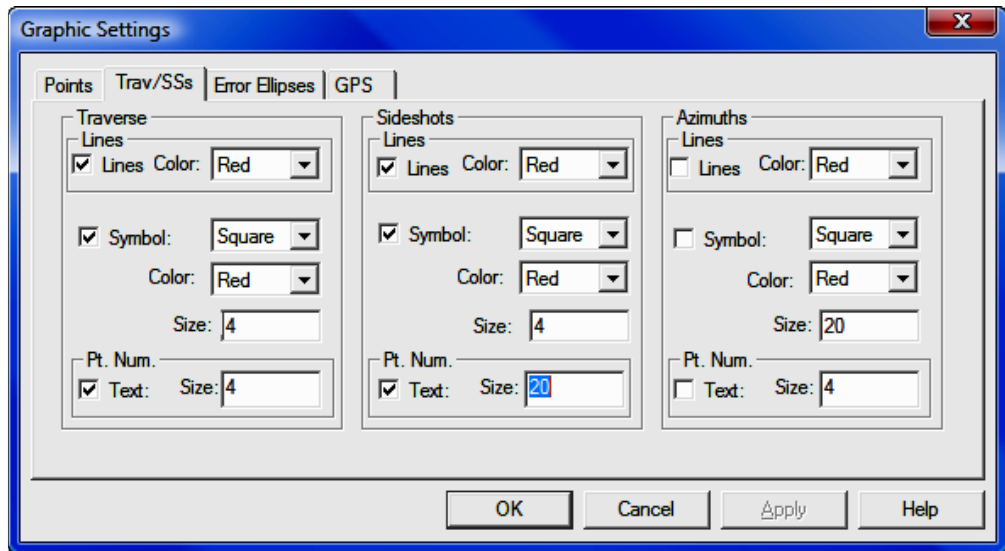 Graphic Settings
X
Points Trav/SSs Error Ellipses GPS
Traverse
Lines
Lines Color: Red
Symbol: Square
Color: Red
Size: 4
Pt. Num.
Text: Size: 4
Sideshots
Lines
Lines Color: Red
Symbol: Square
Color: Red
Size: 4
Pt. Num.
Text: Size: 20
Azimuths
Lines
Lines Color: Red
Symbol: Square
Color: Red
Size: 20
Pt. Num.
Text: Size: 4
OK Cancel Apply Help